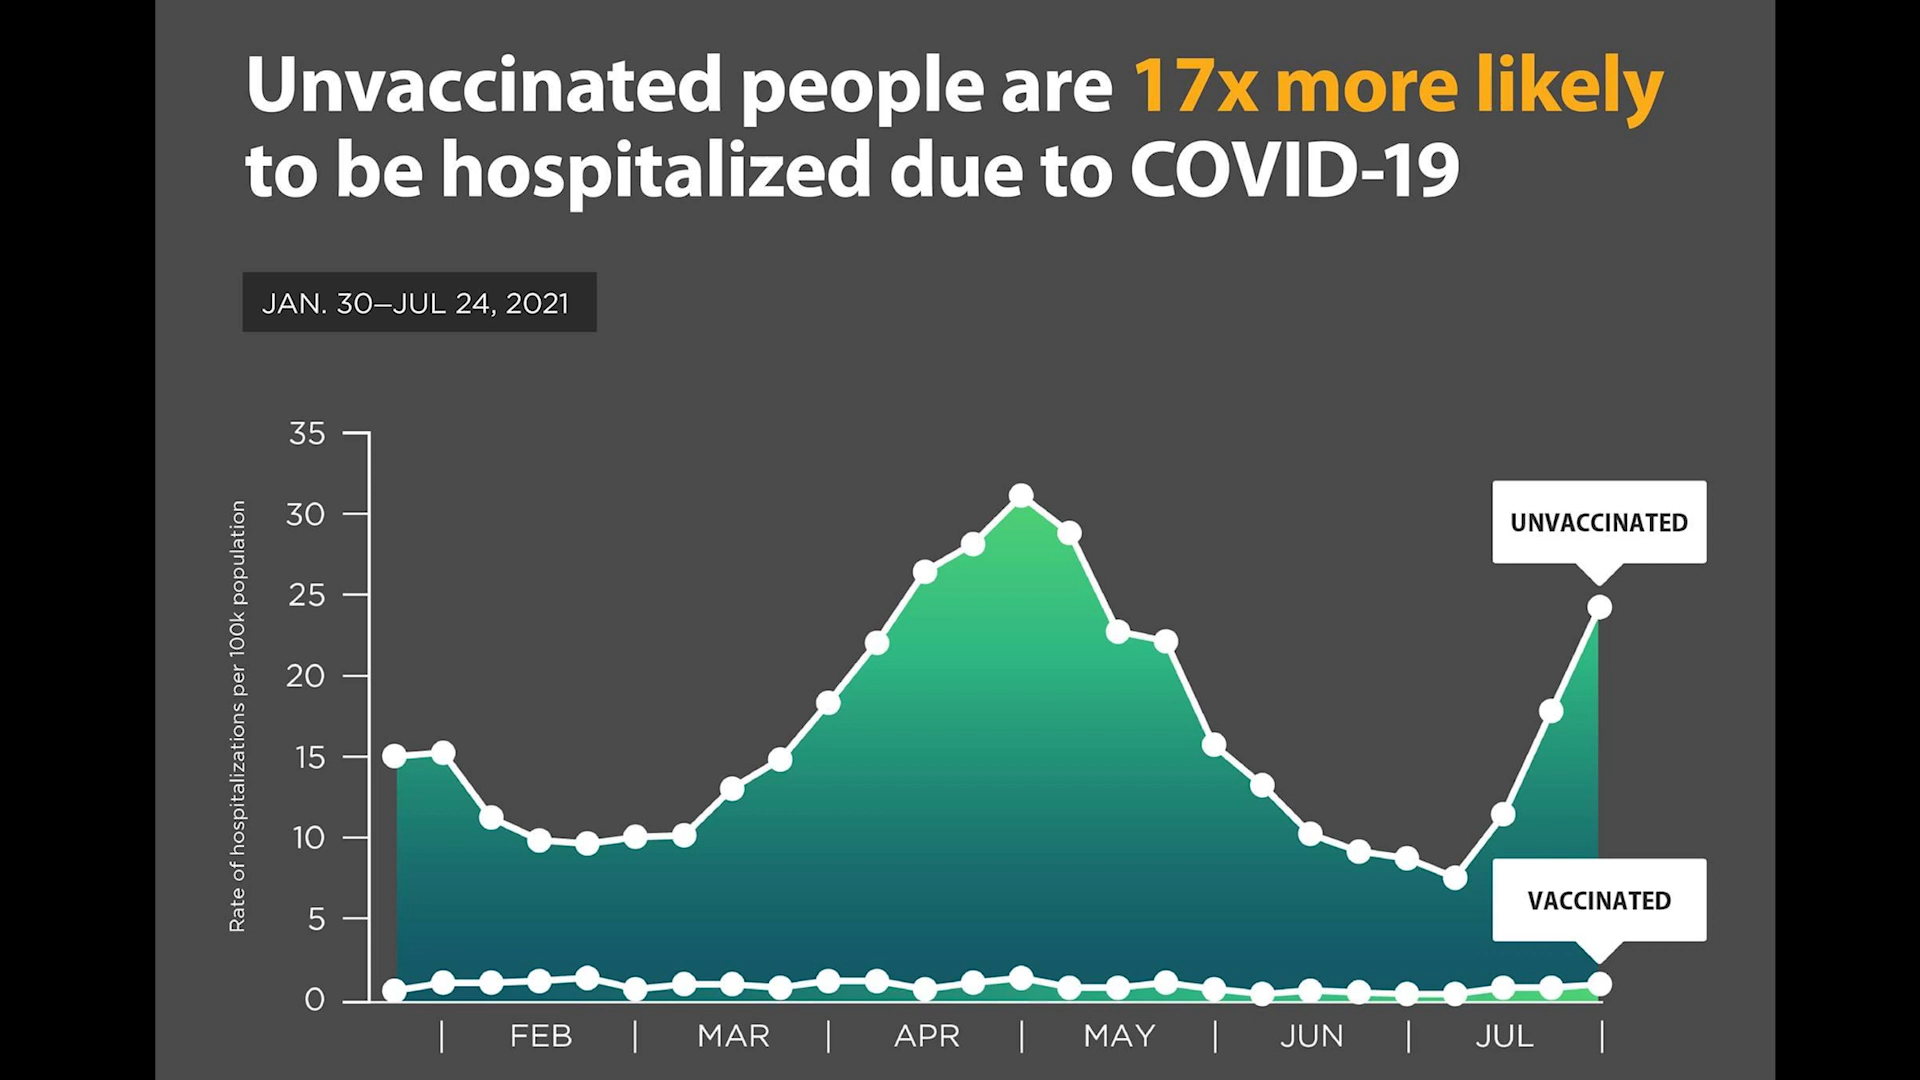 Unvaccinated people are 17x more likely
to be hospitalized due to COVID-19
JAN. 30–JUL 24, 2021
Rate of hospitalizations per 100k population
35
30
25
20
15
10
5
0
UNVACCINATED
VACCINATED
| FEB | MAR | APR | MAY | JUN | JUL |